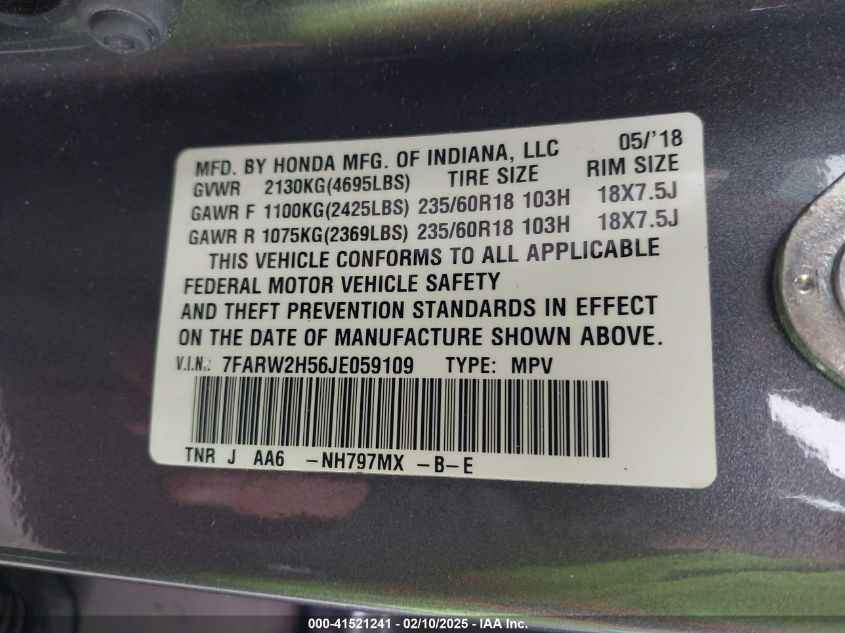 MFD. BY HONDA MFG. OF INDIANA, LLC 05/'18
GVWR 2130KG(4695LBS) TIRE SIZE RIM SIZE
GAWR F 1100KG(2425LBS) 235/60R18 103H 18X7.5J
GAWR R 1075KG(2369LBS) 235/60R18 103H 18X7.5J
THIS VEHICLE CONFORMS TO ALL APPLICABLE
FEDERAL MOTOR VEHICLE SAFETY
AND THEFT PREVENTION STANDARDS IN EFFECT
ON THE DATE OF MANUFACTURE SHOWN ABOVE.
V.I.N.: 7FARW2H56JE059109 TYPE: MPV
TNR J AA6 -NH797MX -B-E
000-41521241 - 02/10/2025 - IAA Inc.